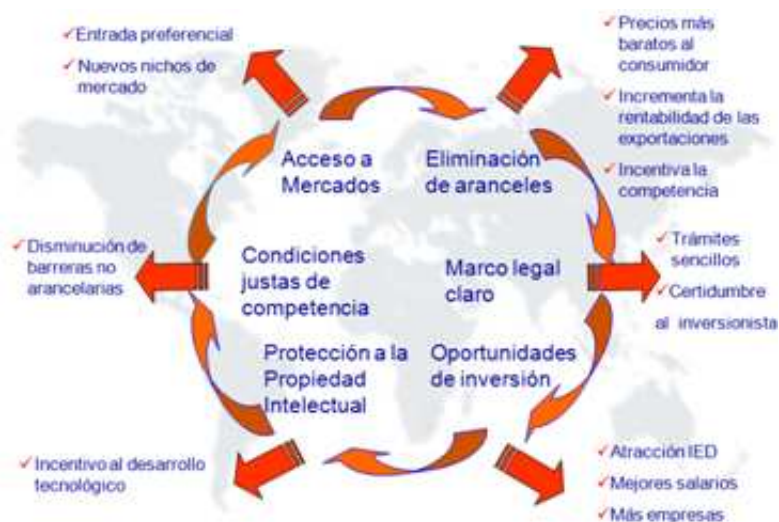 Entrada preferencial
Nuevos nichos de
mercado
Precios más
baratos al
consumidor
Incrementa la
rentabilidad de las
exportaciones
Incentiva la
competencia
Acceso a
Mercados
Eliminación
de aranceles
Disminución de
barreras no
arancelarias
Condiciones
justas de
competencia
Marco legal
claro
Trámites
sencillos
Certidumbre
al inversionista
Protección a la
Propiedad
Intelectual
Oportunidades
de inversión
Incentivo al desarrollo
tecnológico
Atracción IED
Mejores salarios
Más empresas